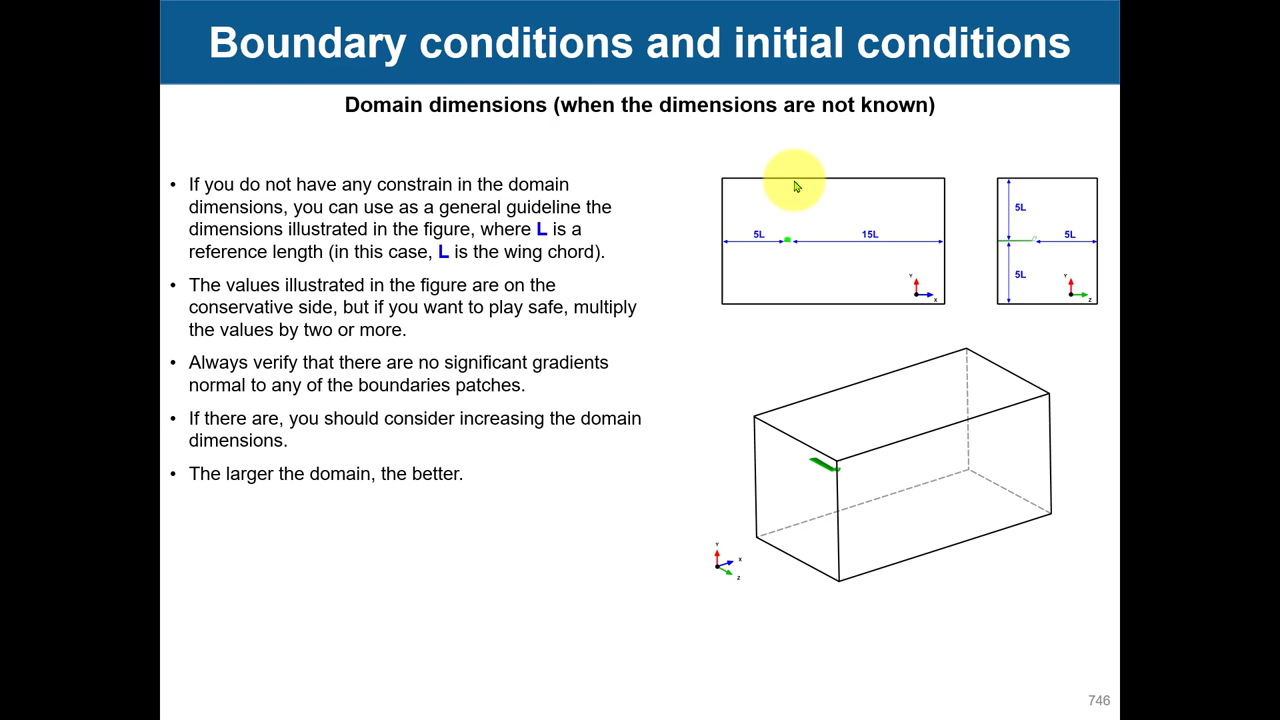 Boundary conditions and initial conditions
Domain dimensions (when the dimensions are not known)
• If you do not have any constrain in the domain
dimensions, you can use as a general guideline the
dimensions illustrated in the figure, where L is a
reference length (in this case, L is the wing chord).
• The values illustrated in the figure are on the
conservative side, but if you want to play safe, multiply
the values by two or more.
• Always verify that there are no significant gradients
normal to any of the boundaries patches.
• If there are, you should consider increasing the domain
dimensions.
• The larger the domain, the better.
5L
15L
Y
X
5L
5L
5L
Y
Z
Y
X
Z
746